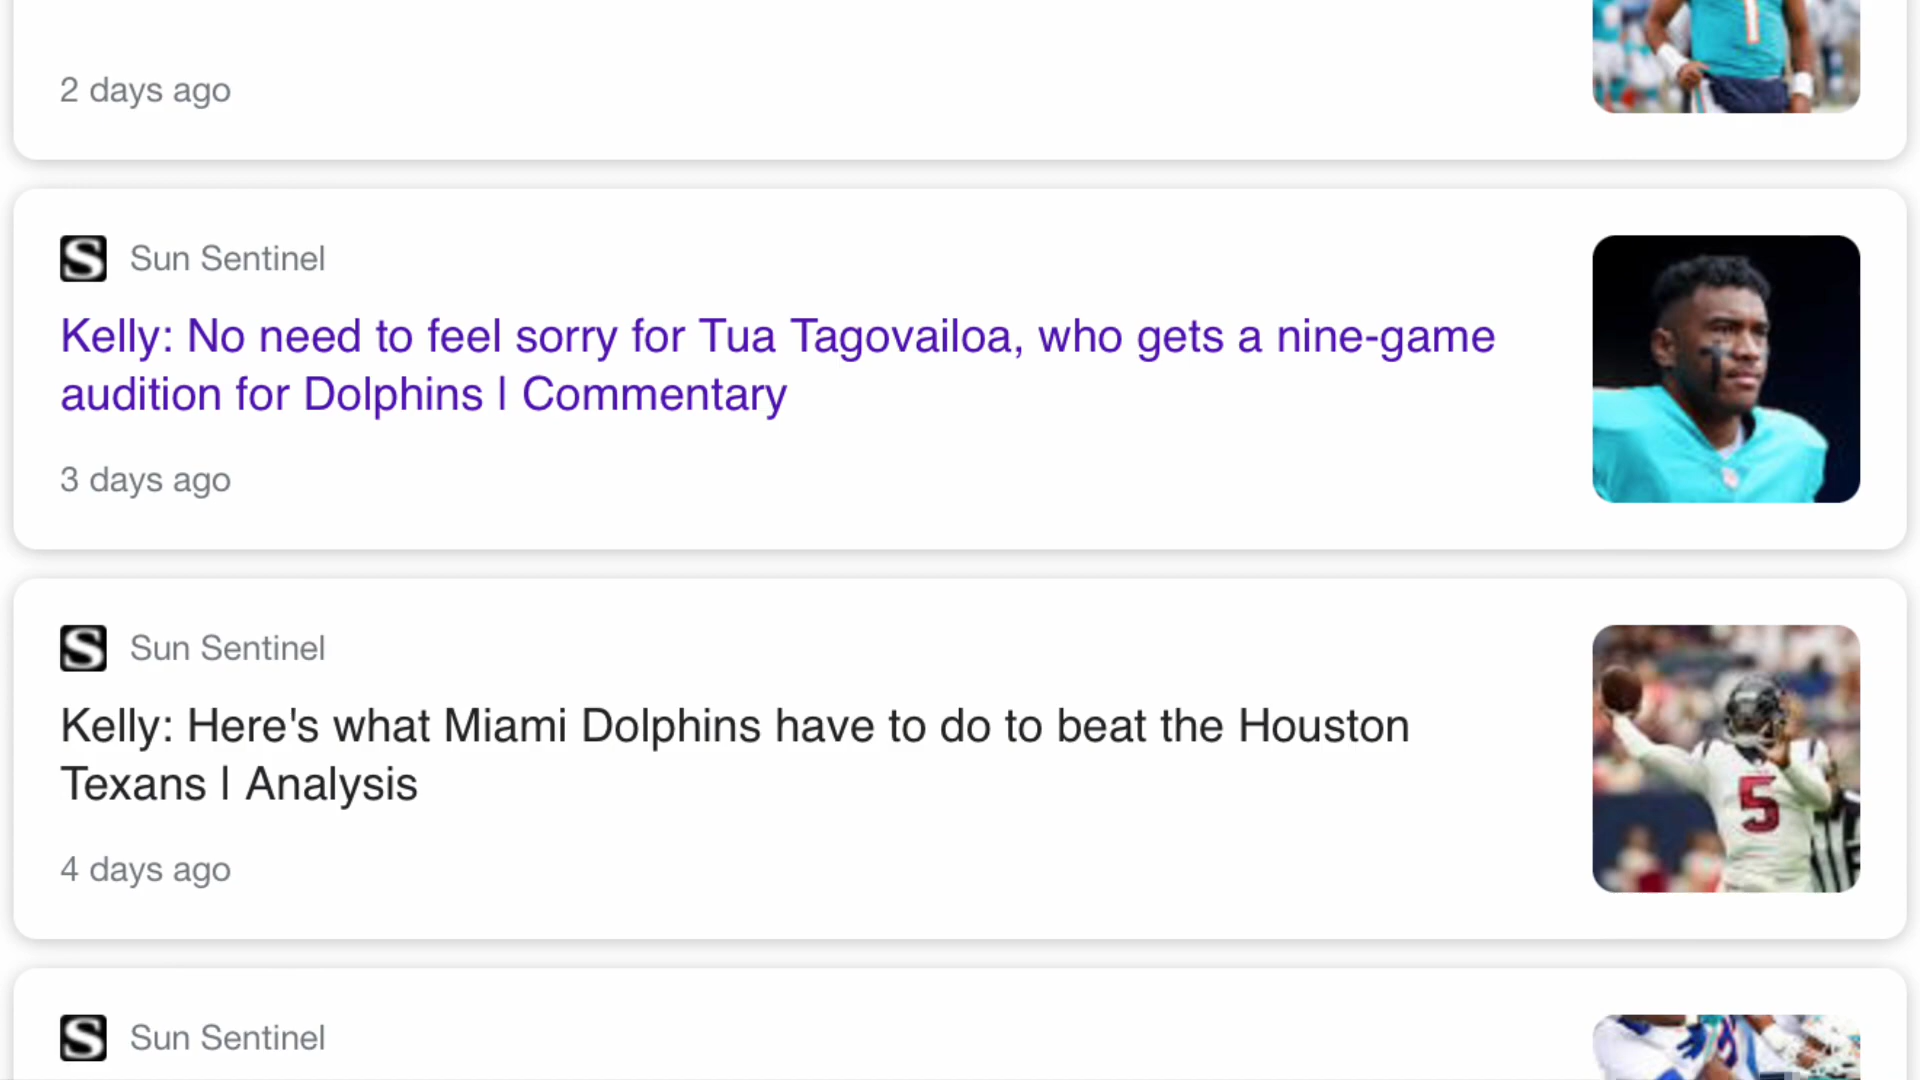 2 days ago
S Sun Sentinel
Kelly: No need to feel sorry for Tua Tagovailoa, who gets a nine-game
audition for Dolphins | Commentary
3 days ago
S Sun Sentinel
Kelly: Here's what Miami Dolphins have to do to beat the Houston
Texans | Analysis
4 days ago
5
S Sun Sentinel
1